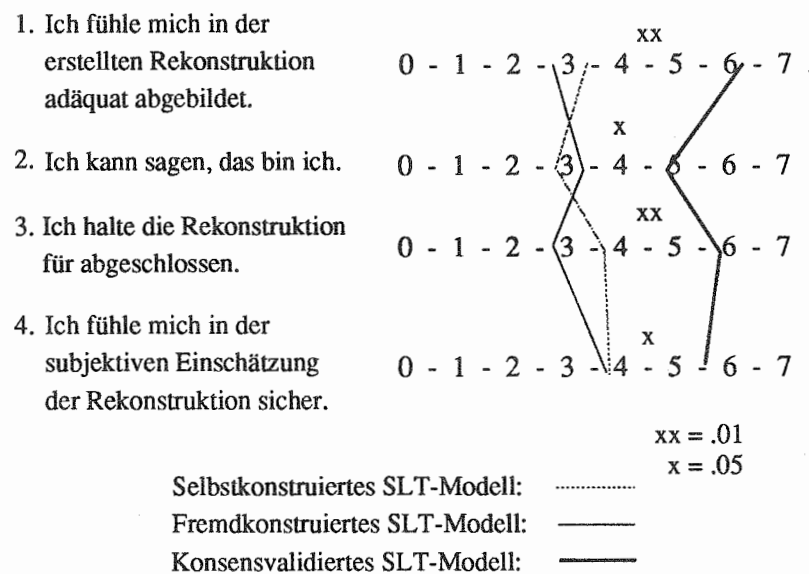 xx
1. Ich fühle mich in der
erstellten Rekonstruktion 0 - 1 - 2 - 3 - 4 - 5 - 6 - 7
adäquat abgebildet.
x
2. Ich kann sagen, das bin ich. 0 - 1 - 2 - 3 - 4 - 5 - 6 - 7
xx
3. Ich halte die Rekonstruktion
für abgeschlossen. 0 - 1 - 2 - 3 - 4 - 5 - 6 - 7
4. Ich fühle mich in der
x
subjektiven Einschätzung 0 - 1 - 2 - 3 - 4 - 5 - 6 - 7
der Rekonstruktion sicher.
xx = .01
x = .05
Selbstkonstruiertes SLT-Modell:
Fremdkonstruiertes SLT-Modell:
Konsensvalidiertes SLT-Modell: